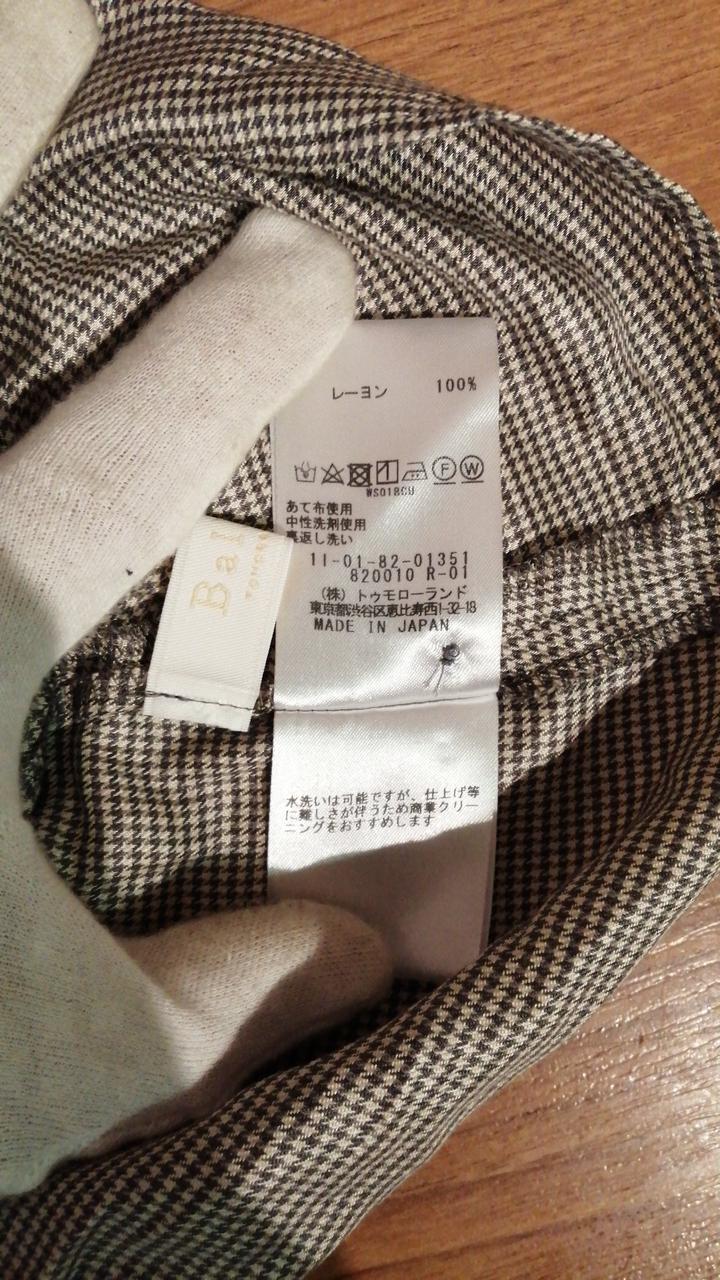 レーヨン 100%
F W
WS018CU
あて布使用
中性洗剤使用
裏返し洗い
11-01-82-01351
820010 R-01
(株) トゥモローランド
東京都渋谷区恵比寿西1-32-18
MADE IN JAPAN
Bal
TOMORR
水洗いは可能ですが、仕上げ等
に難しさが伴うため商業クリー
ニングをおすすめします